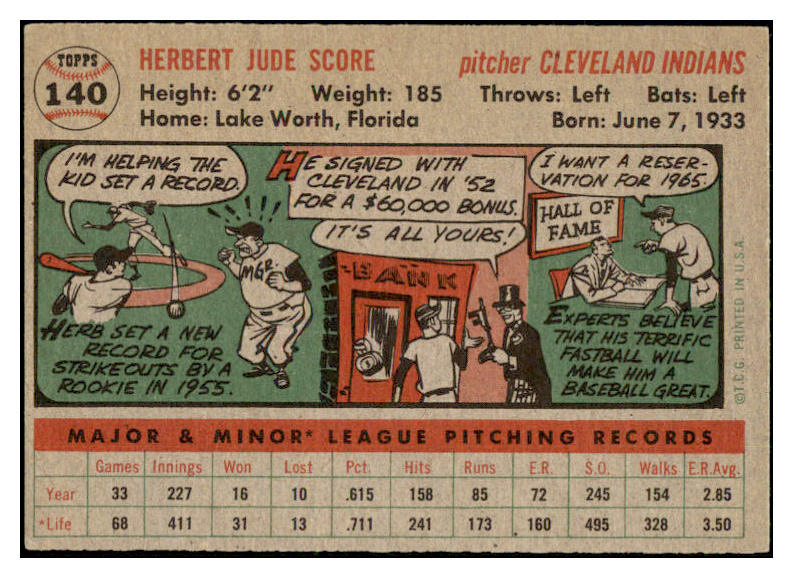 TOPPS
140
HERBERT JUDE SCORE
pitcher CLEVELAND INDIANS
Height: 6'2" Weight: 185 Throws: Left Bats: Left
Home: Lake Worth, Florida Born: June 7, 1933
I'M HELPING THE
KID SET A RECORD.
MGR.
HERB SET A NEW
RECORD FOR
STRIKEOUTS BY A
ROOKIE IN 1955.
HE SIGNED WITH
CLEVELAND IN '52
FOR A $60,000 BONUS.
IT'S ALL YOURS!
BANK
I WANT A RESER-
VATION FOR 1965.
HALL OF
FAME
EXPERTS BELIEVE
THAT HIS TERRIFIC
FASTBALL WILL
MAKE HIM A
BASEBALL GREAT.
©T.C.G. PRINTED IN U.S.A.
MAJOR & MINOR* LEAGUE PITCHING RECORDS
Games Innings Won Lost Pct. Hits Runs E.R. S.O. Walks E.R.Avg.
Year 33 227 16 10 .615 158 85 72 245 154 2.85
*Life 68 411 31 13 .711 241 173 160 495 328 3.50